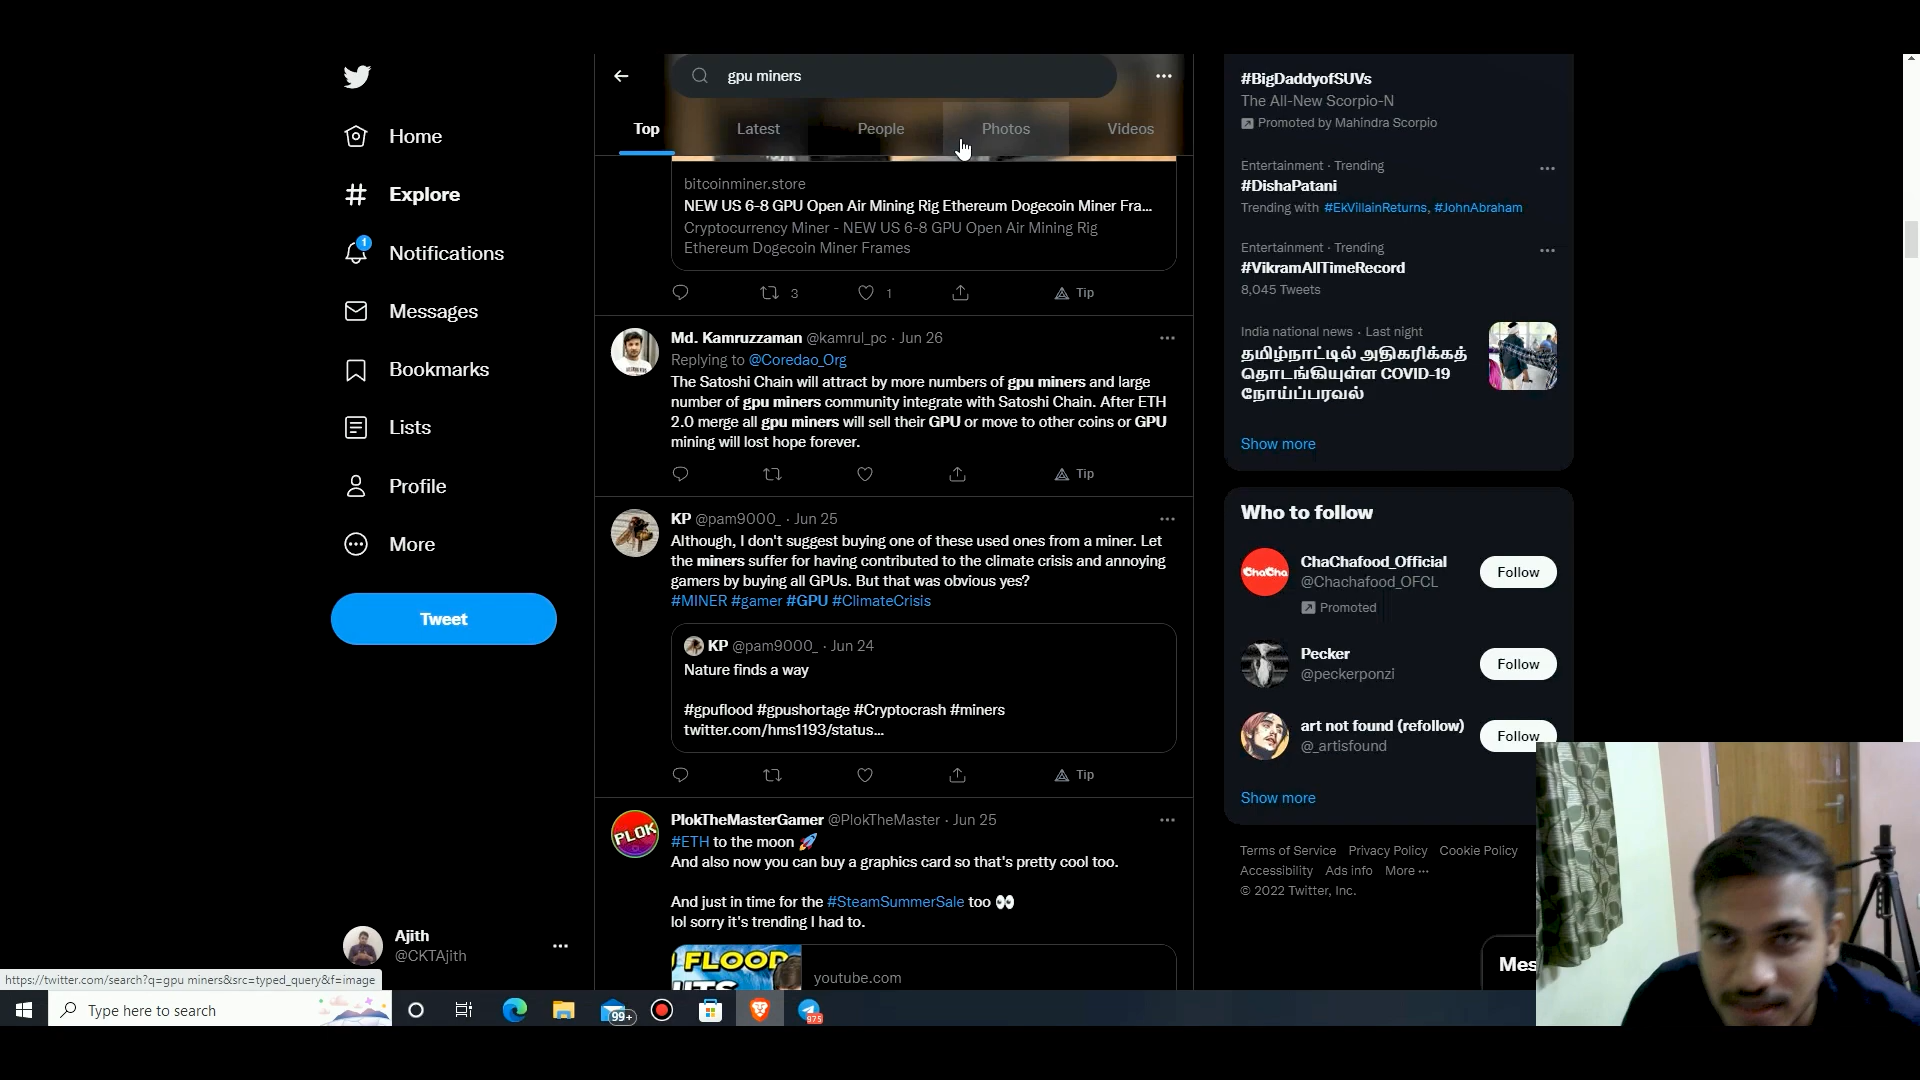 Home
Explore
1
Notifications
Messages
Bookmarks
Lists
Profile
More
Tweet
Ajith
@CKTAjith
https://twitter.com/search?q=gpu miners&src=typed_query&f=image
gpu miners
Top
Latest
People
Photos
Videos
bitcoinminer.store
NEW US 6-8 GPU Open Air Mining Rig Ethereum Dogecoin Miner Fra...
Cryptocurrency Miner - NEW US 6-8 GPU Open Air Mining Rig
Ethereum Dogecoin Miner Frames
3
1
Tip
Md. Kamruzzaman @kamrul_pc · Jun 26
Replying to @Coredao_Org
The Satoshi Chain will attract by more numbers of gpu miners and large
number of gpu miners community integrate with Satoshi Chain. After ETH
2.0 merge all gpu miners will sell their GPU or move to other coins or GPU
mining will lost hope forever.
Tip
KP @pam9000_ · Jun 25
Although, I don't suggest buying one of these used ones from a miner. Let
the miners suffer for having contributed to the climate crisis and annoying
gamers by buying all GPUs. But that was obvious yes?
#MINER #gamer #GPU #ClimateCrisis
KP @pam9000_ · Jun 24
Nature finds a way
#gpuflood #gpushortage #Cryptocrash #miners
twitter.com/hms1193/status...
Tip
PLOK
PlokTheMasterGamer @PlokTheMaster · Jun 25
#ETH to the moon 🚀
And also now you can buy a graphics card so that's pretty cool too.
And just in time for the #SteamSummerSale too 👀
lol sorry it's trending I had to.
FLOOD
youtube.com
#BigDaddyofSUVs
The All-New Scorpio-N
Promoted by Mahindra Scorpio
Entertainment · Trending
#DishaPatani
Trending with #EkVillainReturns, #JohnAbraham
Entertainment · Trending
#VikramAllTimeRecord
8,045 Tweets
India national news · Last night
தமிழ்நாட்டில் அதிகரிக்கத்
தொடங்கியுள்ள COVID-19
நோய்ப்பரவல்
Show more
Who to follow
ChaCha
ChaChafood_Official
@Chachafood_OFCL
Promoted
Follow
Pecker
@peckerponzi
Follow
art not found (refollow)
@_artisfound
Follow
Show more
Terms of Service Privacy Policy Cookie Policy
Accessibility Ads info More ···
© 2022 Twitter, Inc.
Mes
Type here to search
99+
975